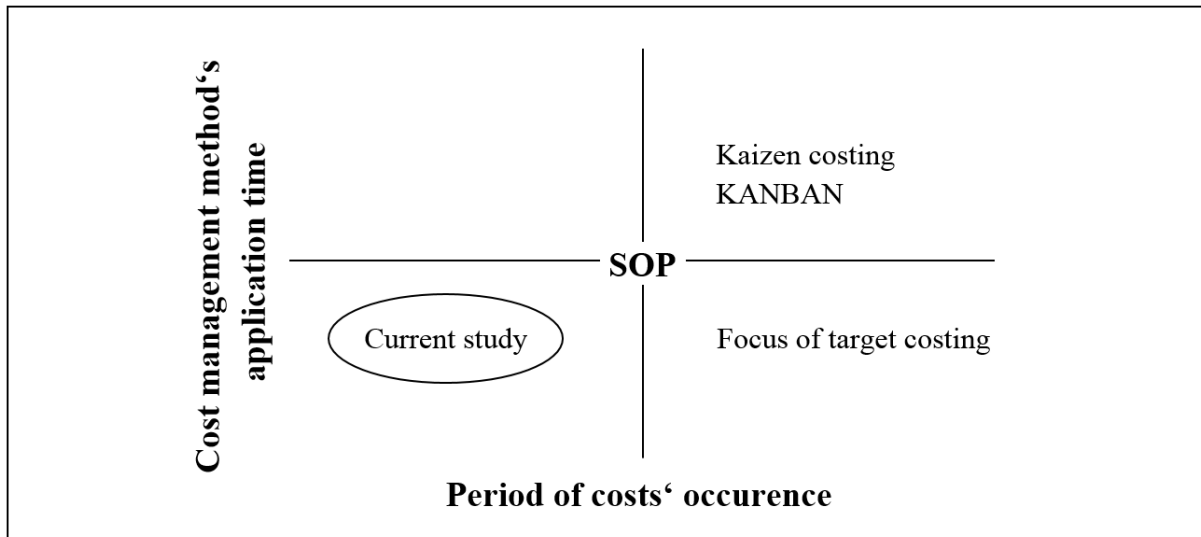 Cost management method‘s
application time
Kaizen costing
KANBAN
SOP
Current study
Focus of target costing
Period of costs‘ occurence